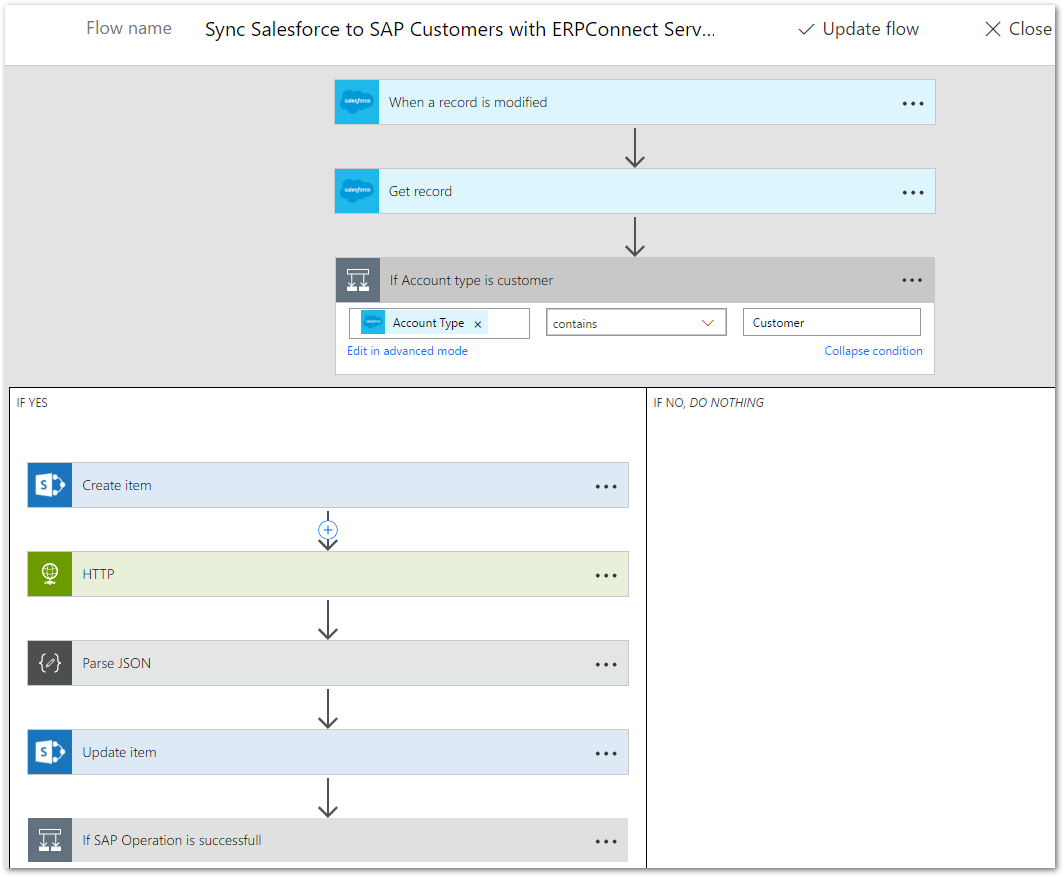 Flow name Sync Salesforce to SAP Customers with ERPConnect Serv... Update flow Close
salesforce When a record is modified
salesforce Get record
If Account type is customer
Account Type x contains Customer
Edit in advanced mode Collapse condition
IF YES IF NO, DO NOTHING
S Create item
HTTP
Parse JSON
S Update item
If SAP Operation is successfull